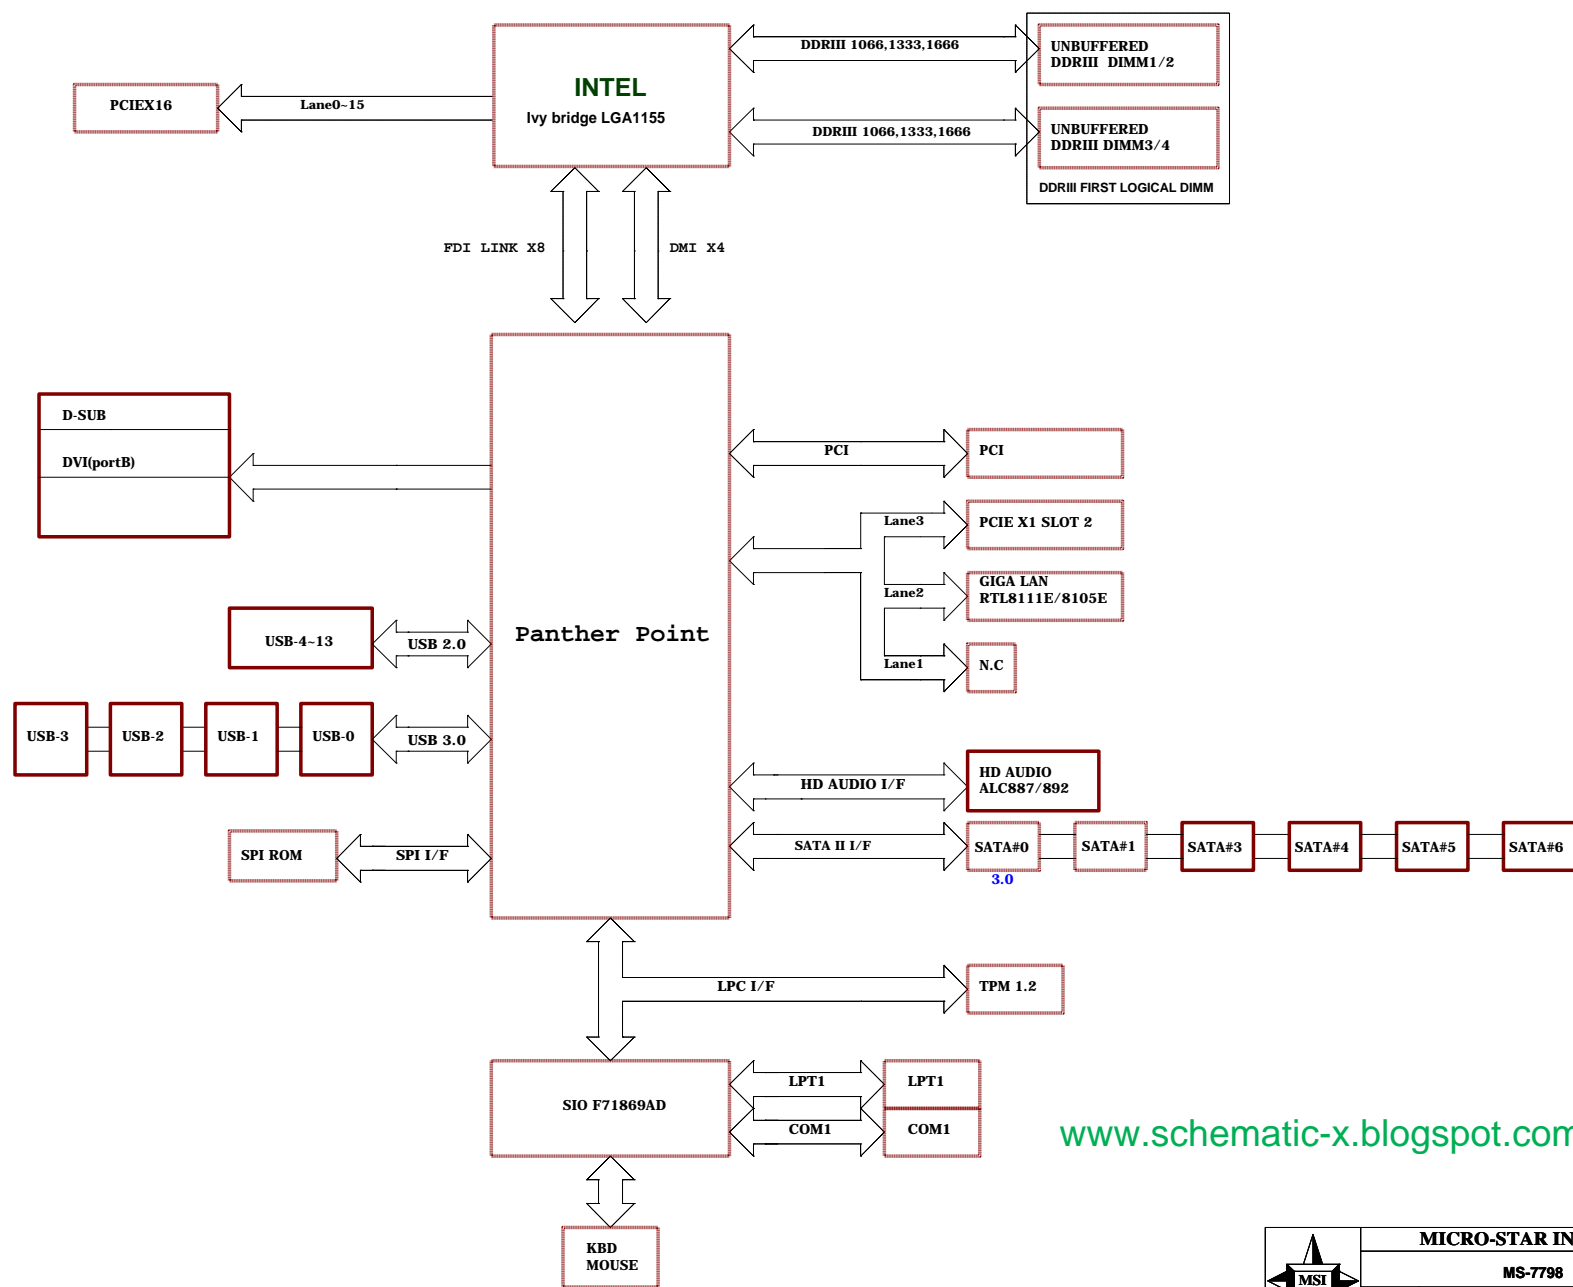 DDRIII 1066,1333,1666
UNBUFFERED
DDRIII DIMM1/2
INTEL
Ivy bridge LGA1155
PCIEX16
Lane0~15
DDRIII 1066,1333,1666
UNBUFFERED
DDRIII DIMM3/4
DDRIII FIRST LOGICAL DIMM
FDI LINK X8
DMI X4
D-SUB
DVI(portB)
PCI
PCI
Lane3
PCIE X1 SLOT 2
Lane2
GIGA LAN
RTL8111E/8105E
Lane1
N.C
Panther Point
USB-4~13
USB 2.0
USB-3
USB-2
USB-1
USB-0
USB 3.0
HD AUDIO I/F
HD AUDIO
ALC887/892
SPI ROM
SPI I/F
SATA II I/F
SATA#0
SATA#1
SATA#3
SATA#4
SATA#5
SATA#6
3.0
LPC I/F
TPM 1.2
SIO F71869AD
LPT1
LPT1
COM1
COM1
www.schematic-x.blogspot.com
KBD
MOUSE
MSI
MICRO-STAR IN
MS-7798